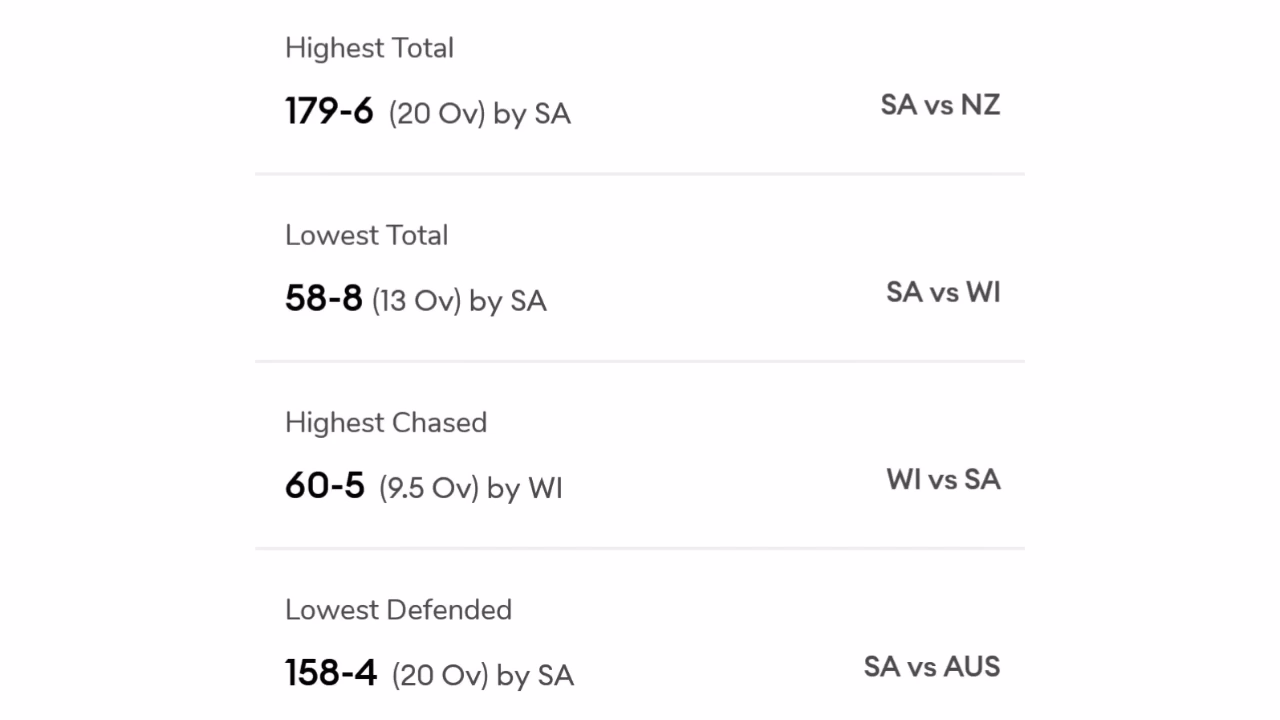 Highest Total
179-6 (20 Ov) by SA
SA vs NZ
Lowest Total
58-8 (13 Ov) by SA
SA vs WI
Highest Chased
60-5 (9.5 Ov) by WI
WI vs SA
Lowest Defended
158-4 (20 Ov) by SA
SA vs AUS